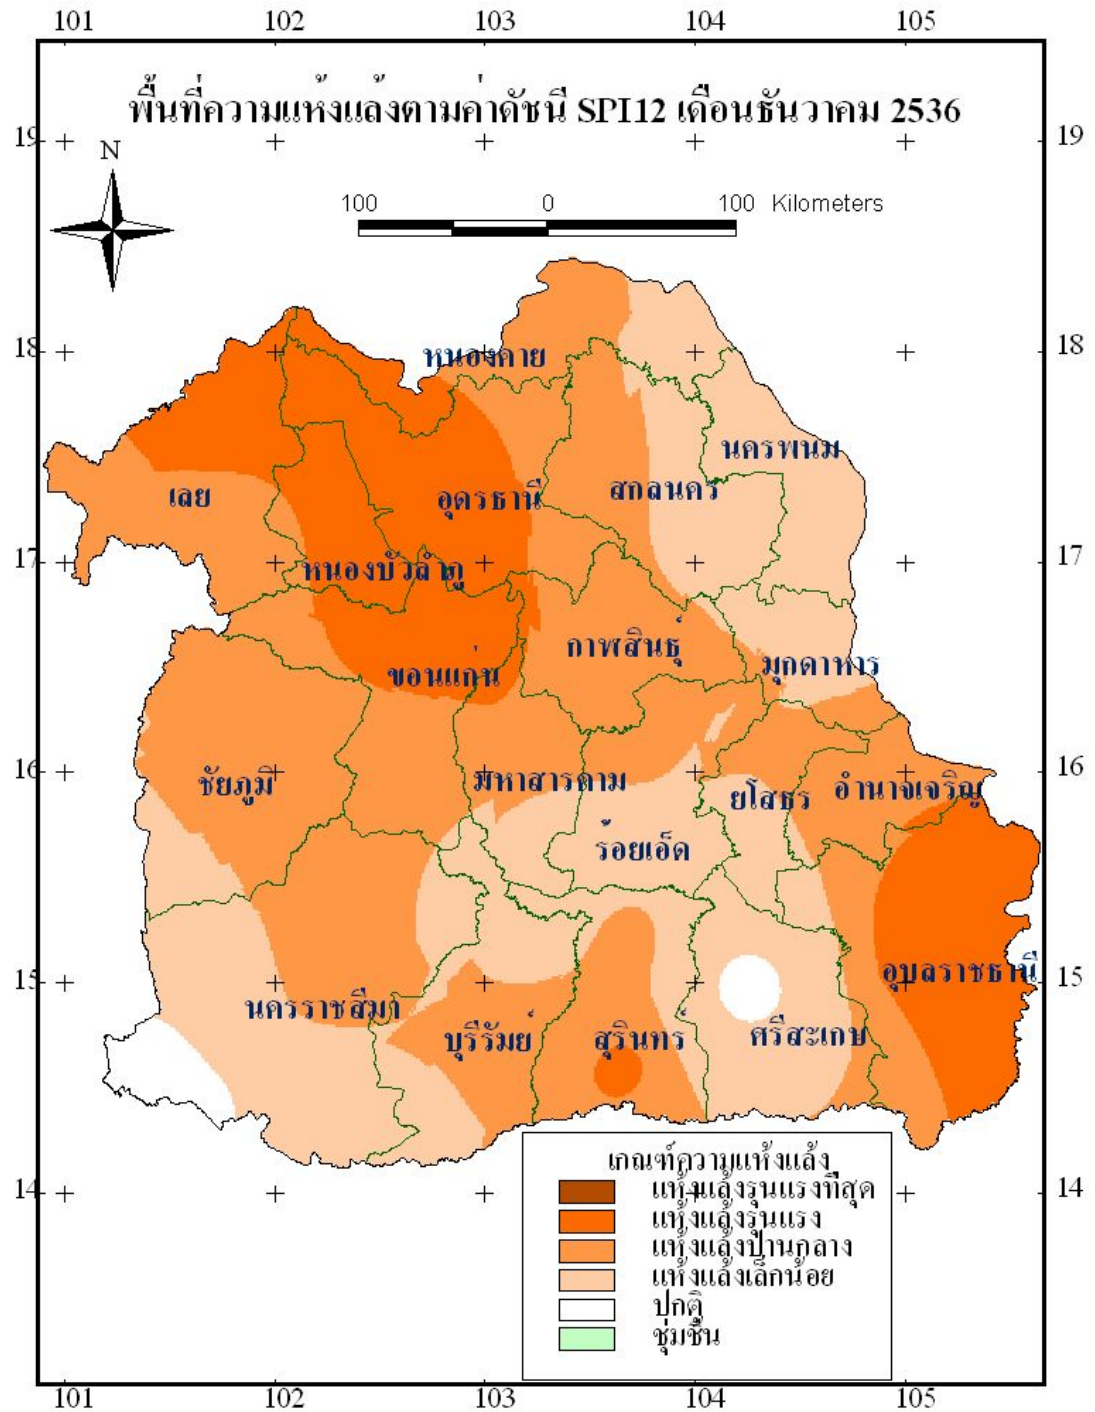 101 102 103 104 105
พื้นที่ความแห้งแล้งตามค่าดัชนี SPI12 เดือนธันวาคม 2536
19 19
N
100 0 100 Kilometers
18 18
หนองคาย
นครพนม
เลย
อุดรธานี
สกลนคร
17 17
หนองบัวลำภู
กาฬสินธุ์
ขอนแก่น
มุกดาหาร
16 16
ชัยภูมิ
มหาสารคาม
ยโสธร
อำนาจเจริญ
ร้อยเอ็ด
15 15
อุบลราชธานี
นครราชสีมา
บุรีรัมย์
สุรินทร์
ศรีสะเกษ
เกณฑ์ความแห้งแล้ง
14 14
แห้งแล้งรุนแรงที่สุด
แห้งแล้งรุนแรง
แห้งแล้งปานกลาง
แห้งแล้งเล็กน้อย
ปกติ
ชุ่มชื้น
101 102 103 104 105